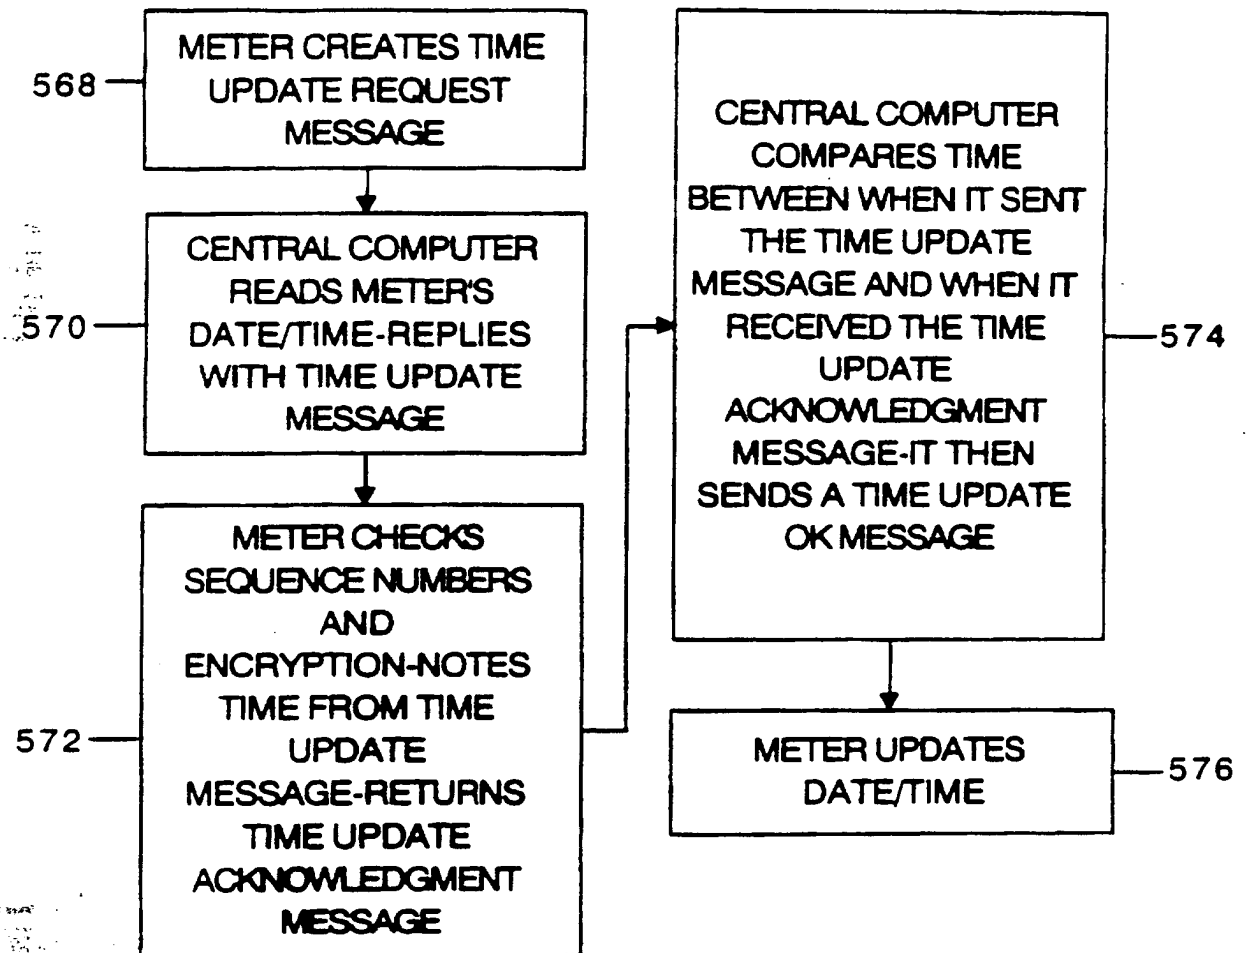 568
METER CREATES TIME
UPDATE REQUEST
MESSAGE
570
CENTRAL COMPUTER
READS METER'S
DATE/TIME-REPLIES
WITH TIME UPDATE
MESSAGE
572
METER CHECKS
SEQUENCE NUMBERS
AND
ENCRYPTION-NOTES
TIME FROM TIME
UPDATE
MESSAGE-RETURNS
TIME UPDATE
ACKNOWLEDGMENT
MESSAGE
CENTRAL COMPUTER
COMPARES TIME
BETWEEN WHEN IT SENT
THE TIME UPDATE
MESSAGE AND WHEN IT
RECEIVED THE TIME
UPDATE
ACKNOWLEDGMENT
MESSAGE-IT THEN
SENDS A TIME UPDATE
OK MESSAGE
574
METER UPDATES
DATE/TIME
576